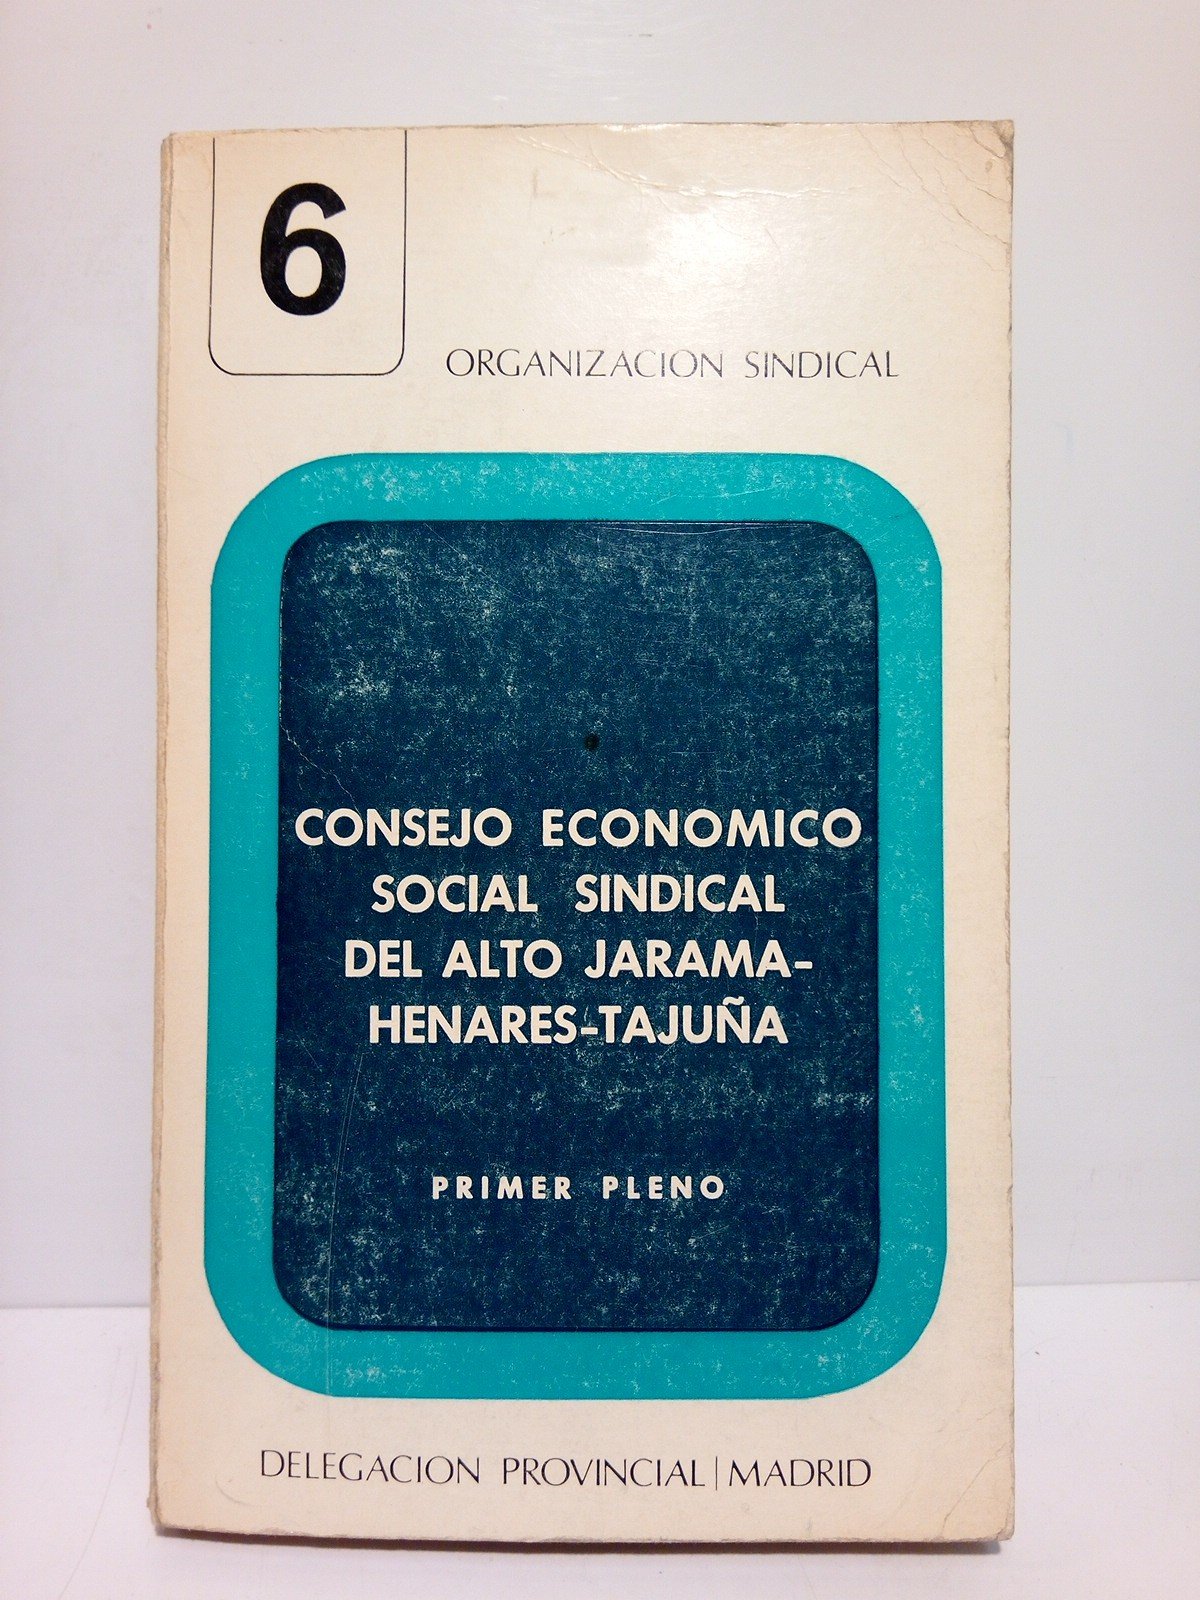 6
ORGANIZACION SINDICAL
CONSEJO ECONOMICO
SOCIAL SINDICAL
DEL ALTO JARAMA-
HENARES-TAJUÑA
PRIMER PLENO
DELEGACION PROVINCIAL | MADRID